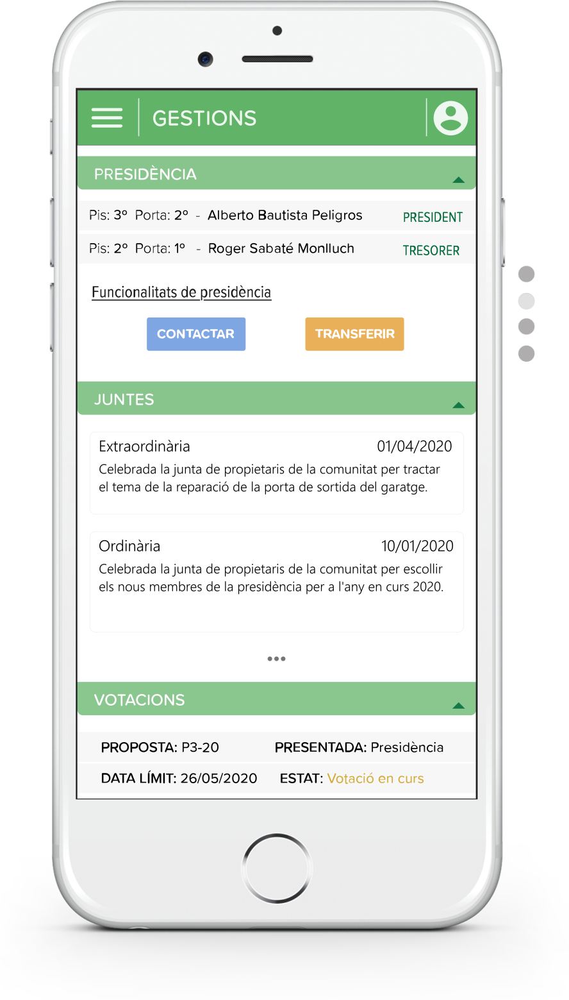 GESTIONS
PRESIDÈNCIA
Pis: 3º Porta: 2º - Alberto Bautista Peligros PRESIDENT
Pis: 2º Porta: 1º - Roger Sabaté Monlluch TRESORER
Funcionalitats de presidència
CONTACTAR TRANSFERIR
JUNTES
Extraordinària 01/04/2020
Celebrada la junta de propietaris de la comunitat per tractar
el tema de la reparació de la porta de sortida del garatge.
Ordinària 10/01/2020
Celebrada la junta de propietaris de la comunitat per escollir
els nous membres de la presidència per a l'any en curs 2020.
•••
VOTACIONS
PROPOSTA: P3-20 PRESENTADA: Presidència
DATA LÍMIT: 26/05/2020 ESTAT: Votació en curs